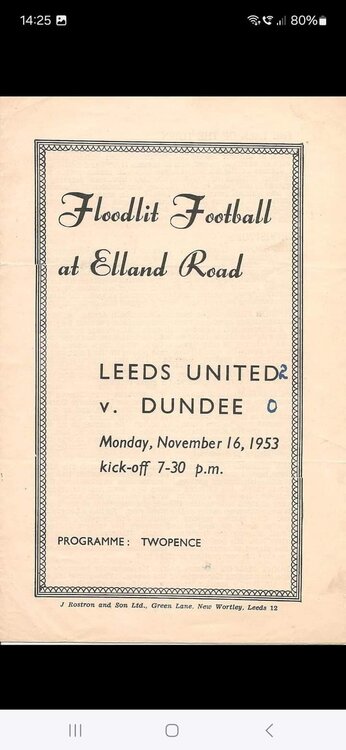 14:25
80%
Floodlit Football
at Elland Road
LEEDS UNITED 2
v. DUNDEE 0
Monday, November 16, 1953
kick-off 7-30 p.m.
PROGRAMME: TWOPENCE
J Rostron and Son Ltd., Green Lane, New Wortley, Leeds 12